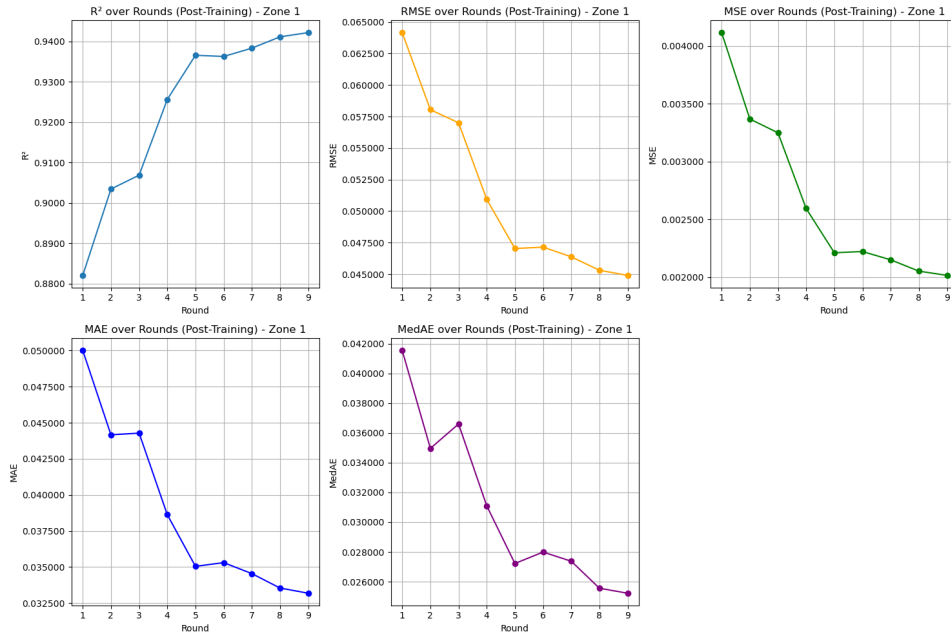 R² over Rounds (Post-Training) - Zone 1
0.9400
0.9300
0.9200
0.9100
0.9000
0.8900
0.8800
R²
1 2 3 4 5 6 7 8 9
Round
RMSE over Rounds (Post-Training) - Zone 1
0.065000
0.062500
0.060000
0.057500
0.055000
0.052500
0.050000
0.047500
0.045000
RMSE
1 2 3 4 5 6 7 8 9
Round
MSE over Rounds (Post-Training) - Zone 1
0.004000
0.003500
0.003000
0.002500
0.002000
MSE
1 2 3 4 5 6 7 8 9
Round
MAE over Rounds (Post-Training) - Zone 1
0.050000
0.047500
0.045000
0.042500
0.040000
0.037500
0.035000
0.032500
MAE
1 2 3 4 5 6 7 8 9
Round
MedAE over Rounds (Post-Training) - Zone 1
0.042000
0.040000
0.038000
0.036000
0.034000
0.032000
0.030000
0.028000
0.026000
MedAE
1 2 3 4 5 6 7 8 9
Round